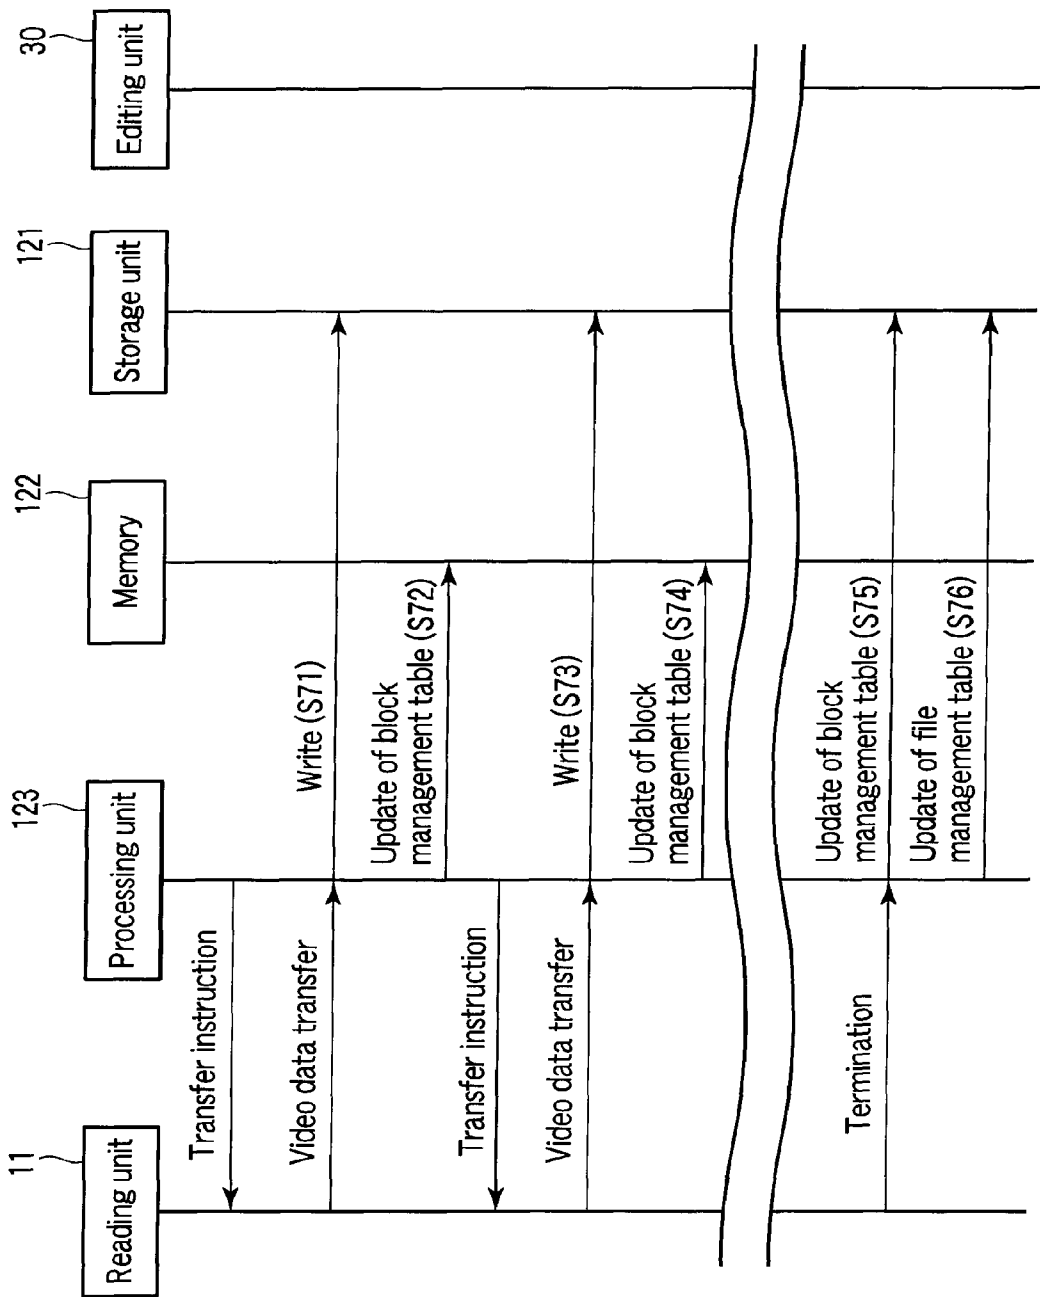 11
Reading unit
123
Processing unit
122
Memory
121
Storage unit
30
Editing unit
Transfer instruction
Video data transfer
Write (S71)
Update of block
management table (S72)
Transfer instruction
Video data transfer
Write (S73)
Update of block
management table (S74)
Termination
Update of block
management table (S75)
Update of file
management table (S76)